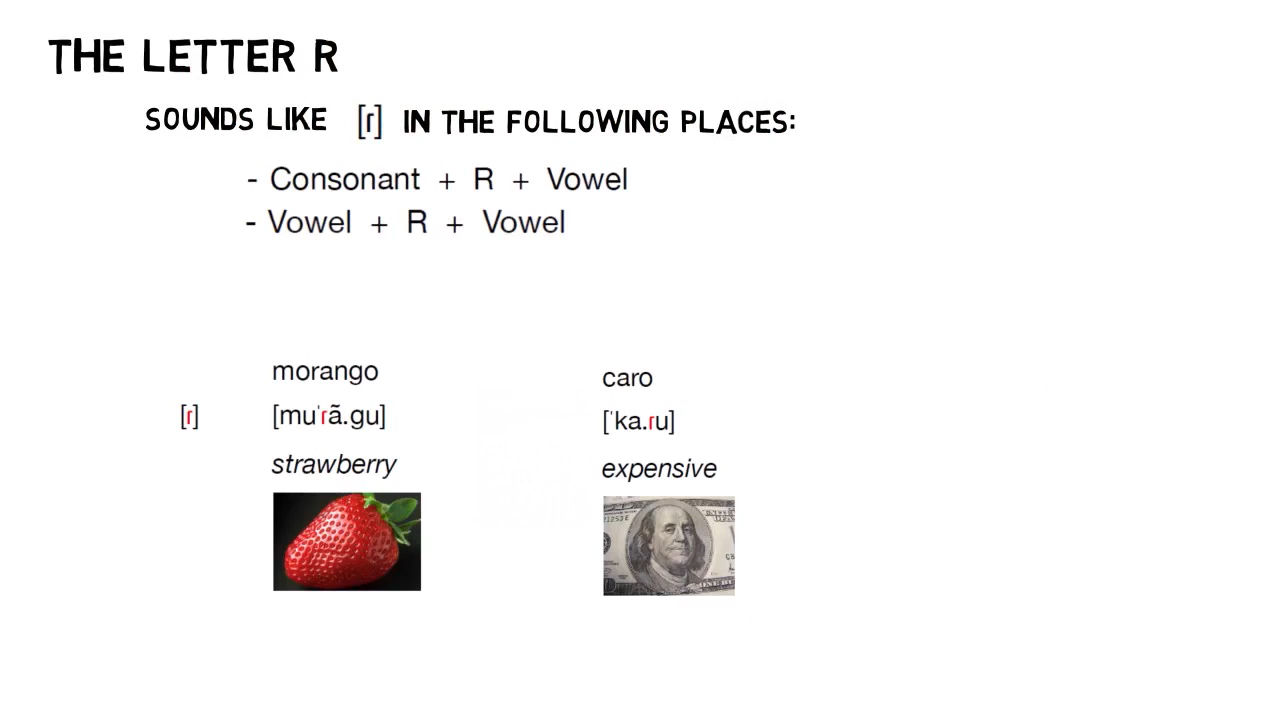 THE LETTER R
SOUNDS LIKE [ɾ] IN THE FOLLOWING PLACES:
- Consonant + R + Vowel
- Vowel + R + Vowel
morango
caro
[ɾ]
[muˈɾã.gu]
[ˈka.ɾu]
strawberry
expensive